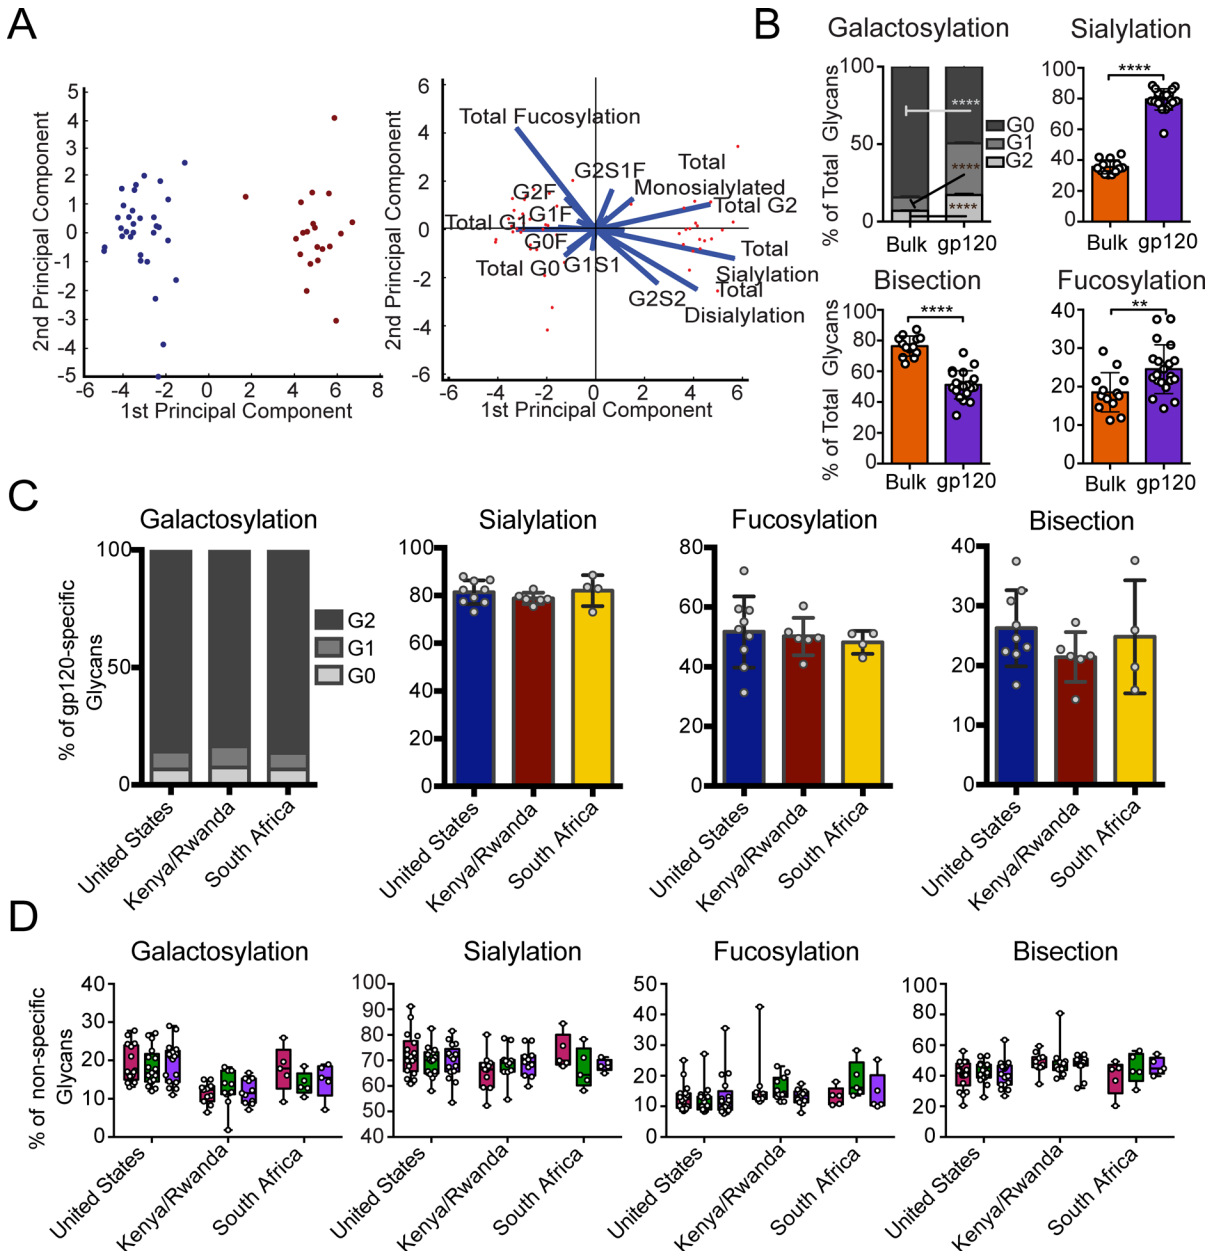 A
2nd Principal Component
5
4
3
2
1
0
-1
-2
-3
-4
-5
-6 -4 -2 0 2 4 6 8
1st Principal Component
2nd Principal Component
6
4
2
0
-2
-4
-6
-6 -4 -2 0 2 4 6
1st Principal Component
Total Fucosylation
G2S1F
Total
Monosialylated
G2F
Total G2
Total G1
G1F
G0F
Total
Sialylation
Total G0
G1S1
G2S2
Total
Disialylation
B
Galactosylation
% of Total Glycans
100
50
0
****
****
****
G0
G1
G2
Bulk gp120
Sialylation
100
80
60
40
20
0
****
Bulk gp120
Bisection
% of Total Glycans
100
80
60
40
20
0
****
Bulk gp120
Fucosylation
40
30
20
10
0
**
Bulk gp120
C
Galactosylation
% of gp120-specific
Glycans
100
50
0
G2
G1
G0
United States
Kenya/Rwanda
South Africa
Sialylation
100
80
60
40
20
0
United States
Kenya/Rwanda
South Africa
Fucosylation
80
60
40
20
0
United States
Kenya/Rwanda
South Africa
Bisection
40
30
20
10
0
United States
Kenya/Rwanda
South Africa
D
Galactosylation
% of non-specific
Glycans
40
30
20
10
0
United States
Kenya/Rwanda
South Africa
Sialylation
100
90
80
70
60
50
40
United States
Kenya/Rwanda
South Africa
Fucosylation
50
40
30
20
10
0
United States
Kenya/Rwanda
South Africa
Bisection
100
80
60
40
20
0
United States
Kenya/Rwanda
South Africa